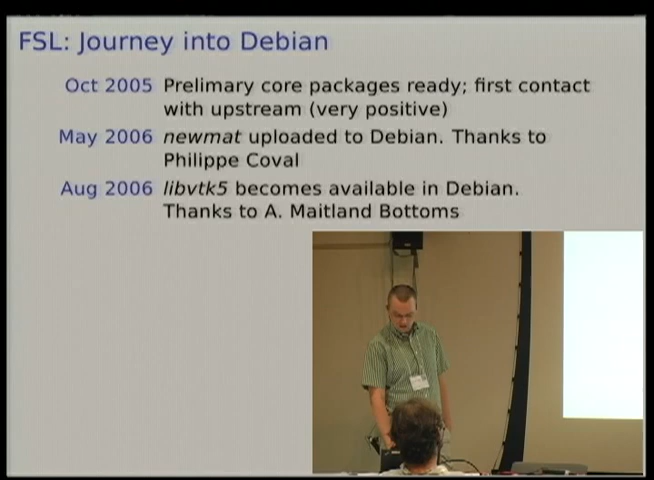 FSL: Journey into Debian
Oct 2005 Prelimary core packages ready; first contact
with upstream (very positive)
May 2006 newmat uploaded to Debian. Thanks to
Philippe Coval
Aug 2006 libvtk5 becomes available in Debian.
Thanks to A. Maitland Bottoms